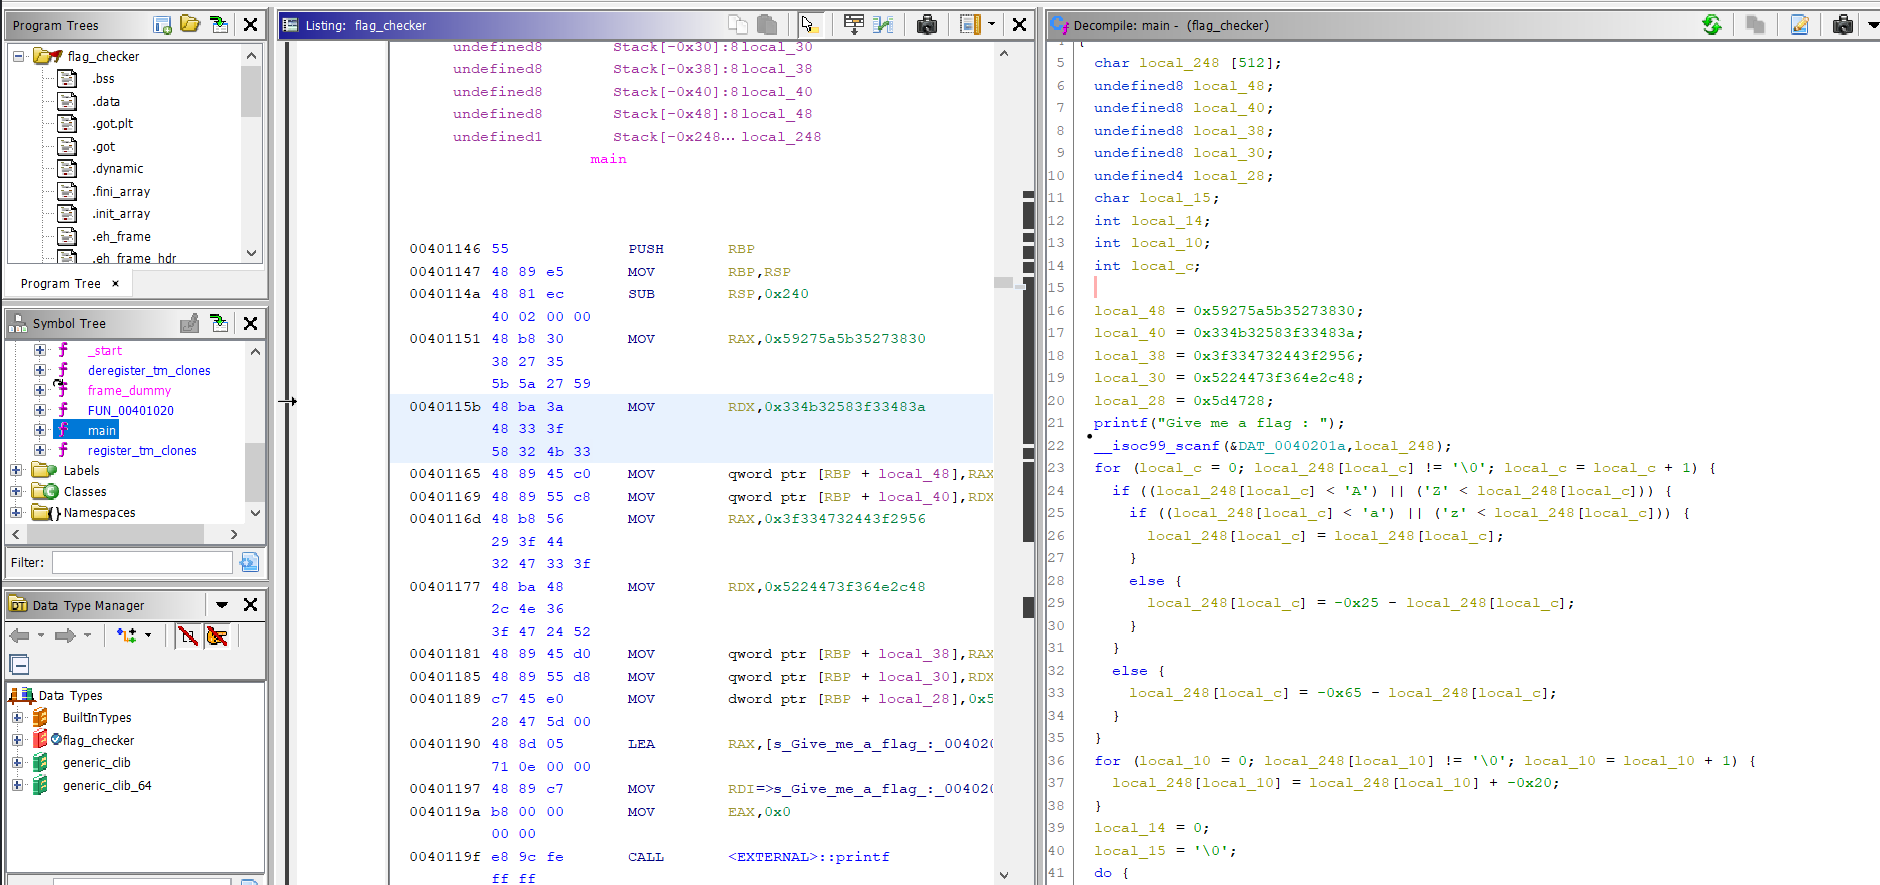 Program Trees
flag_checker
.bss
.data
.got.plt
.got
.dynamic
.fini_array
.init_array
.eh_frame
.eh_frame_hdr
Program Tree ×
Symbol Tree
_start
deregister_tm_clones
frame_dummy
FUN_00401020
main
register_tm_clones
Labels
Classes
Namespaces
Filter:
Data Type Manager
Data Types
BuiltInTypes
flag_checker
generic_clib
generic_clib_64
Listing: flag_checker
undefined8 Stack[-0x30]:8 local_30
undefined8 Stack[-0x38]:8 local_38
undefined8 Stack[-0x40]:8 local_40
undefined8 Stack[-0x48]:8 local_48
undefined1 Stack[-0x248... local_248
main
00401146 55 PUSH RBP
00401147 48 89 e5 MOV RBP,RSP
0040114a 48 81 ec SUB RSP,0x240
40 02 00 00
00401151 48 b8 30 MOV RAX,0x59275a5b35273830
38 27 35
5b 5a 27 59
0040115b 48 ba 3a MOV RDX,0x334b32583f33483a
48 33 3f
58 32 4b 33
00401165 48 89 45 c0 MOV qword ptr [RBP + local_48],RAX
00401169 48 89 55 c8 MOV qword ptr [RBP + local_40],RDX
0040116d 48 b8 56 MOV RAX,0x3f334732443f2956
29 3f 44
32 47 33 3f
00401177 48 ba 48 MOV RDX,0x5224473f364e2c48
2c 4e 36
3f 47 24 52
00401181 48 89 45 d0 MOV qword ptr [RBP + local_38],RAX
00401185 48 89 55 d8 MOV qword ptr [RBP + local_30],RDX
00401189 c7 45 e0 MOV dword ptr [RBP + local_28],0x5
28 47 5d 00
00401190 48 8d 05 LEA RAX,[s_Give_me_a_flag_:_00402
71 0e 00 00
00401197 48 89 c7 MOV RDI=>s_Give_me_a_flag_:_00402
0040119a b8 00 00 MOV EAX,0x0
00 00
0040119f e8 9c fe CALL <EXTERNAL>::printf
ff ff
Decompile: main - (flag_checker)
5 char local_248 [512];
6 undefined8 local_48;
7 undefined8 local_40;
8 undefined8 local_38;
9 undefined8 local_30;
10 undefined4 local_28;
11 char local_15;
12 int local_14;
13 int local_10;
14 int local_c;
15
16 local_48 = 0x59275a5b35273830;
17 local_40 = 0x334b32583f33483a;
18 local_38 = 0x3f334732443f2956;
19 local_30 = 0x5224473f364e2c48;
20 local_28 = 0x5d4728;
21 printf("Give me a flag : ");
22 __isoc99_scanf(&DAT_0040201a,local_248);
23 for (local_c = 0; local_248[local_c] != '\0'; local_c = local_c + 1) {
24 if ((local_248[local_c] < 'A') || ('Z' < local_248[local_c])) {
25 if ((local_248[local_c] < 'a') || ('z' < local_248[local_c])) {
26 local_248[local_c] = local_248[local_c];
27 }
28 else {
29 local_248[local_c] = -0x25 - local_248[local_c];
30 }
31 }
32 else {
33 local_248[local_c] = -0x65 - local_248[local_c];
34 }
35 }
36 for (local_10 = 0; local_248[local_10] != '\0'; local_10 = local_10 + 1) {
37 local_248[local_10] = local_248[local_10] + -0x20;
38 }
39 local_14 = 0;
40 local_15 = '\0';
41 do {